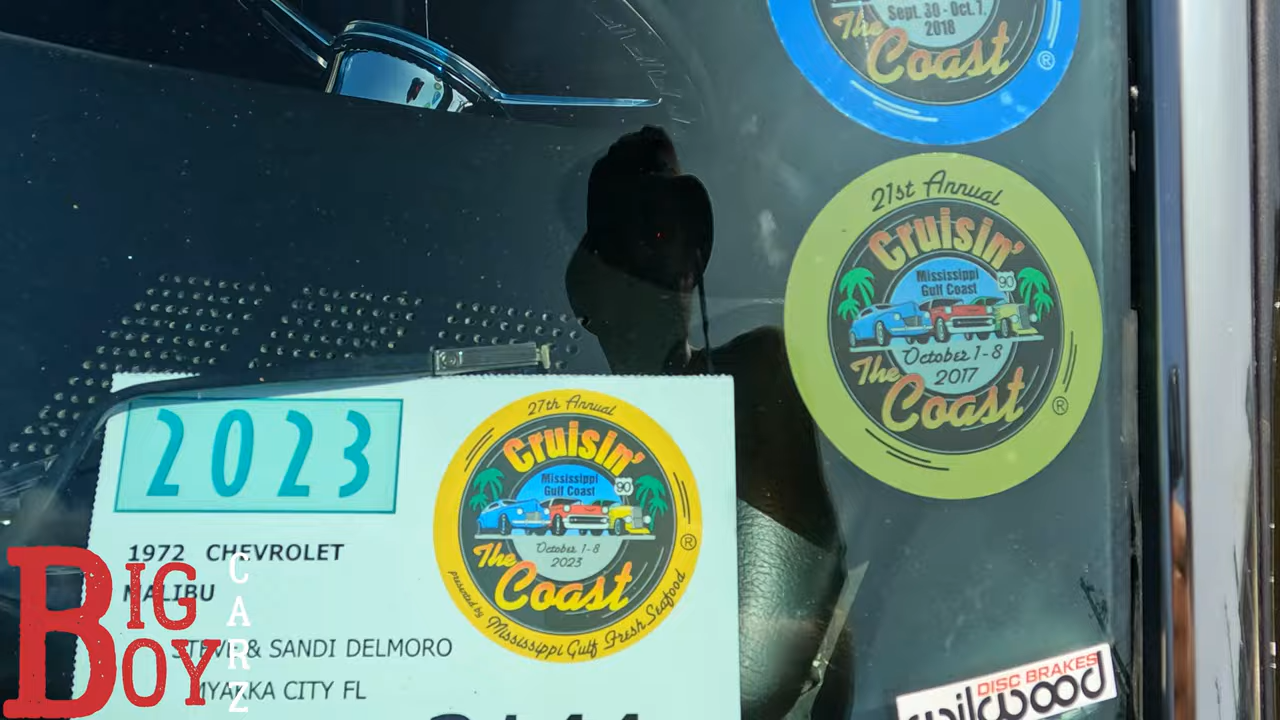 Sept. 30 - Oct. 7,
2018
The
Coast
®
21st Annual
Cruisin'
Mississippi
Gulf Coast
90
October 1-8
2017
The
Coast
®
2023
27th Annual
Cruisin'
Mississippi
Gulf Coast
90
October 1-8
2023
The
Coast
®
presented by Mississippi Gulf Fresh Seafood
1972 CHEVROLET
MALIBU
STEVE & SANDI DELMORO
MYAKKA CITY FL
DISC BRAKES
wilwood
BIG
BOY
CARZ